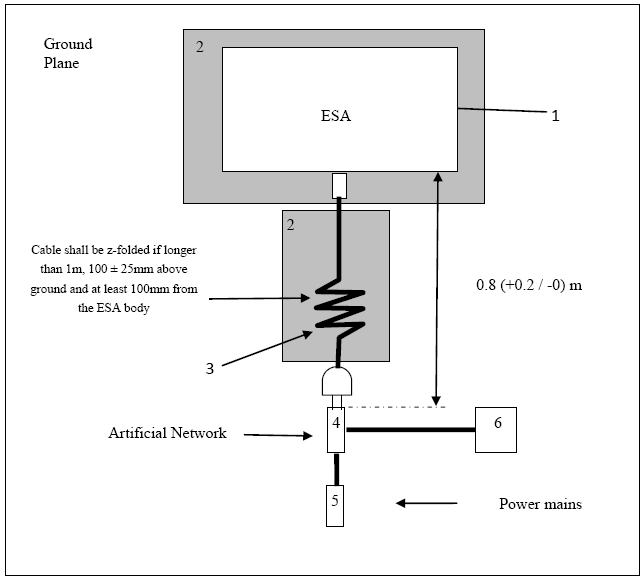 Ground
Plane
2
ESA
1
2
Cable shall be z-folded if longer
than 1m, 100 ± 25mm above
ground and at least 100mm from
the ESA body
0.8 (+0.2 / -0) m
3
Artificial Network
4
6
5
Power mains